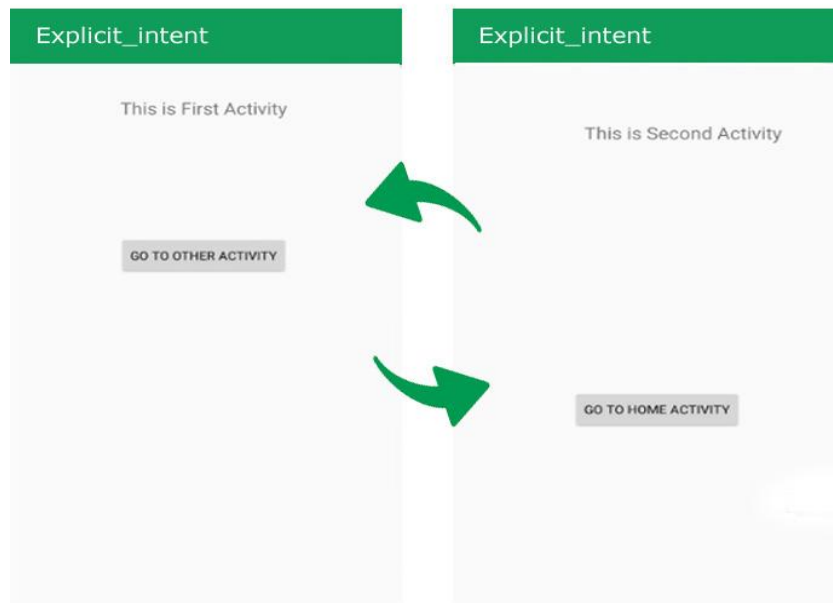 Explicit_intent
This is First Activity
GO TO OTHER ACTIVITY
Explicit_intent
This is Second Activity
GO TO HOME ACTIVITY